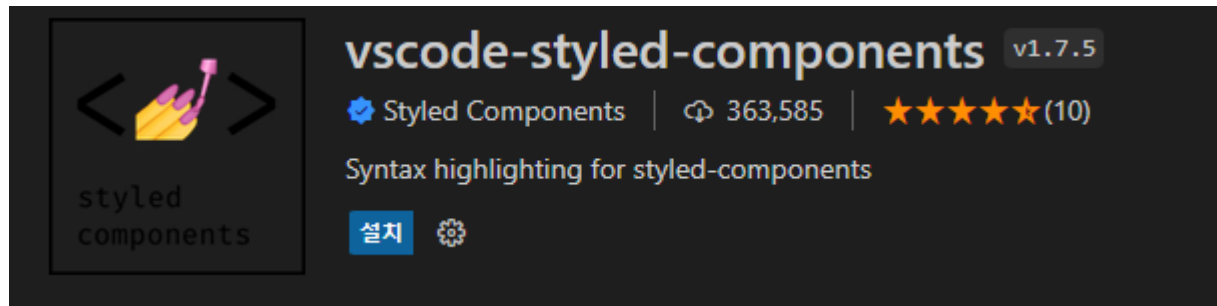 vscode-styled-components v1.7.5
Styled Components | 363,585 | ★★★★★(10)
Syntax highlighting for styled-components
styled
components
설치